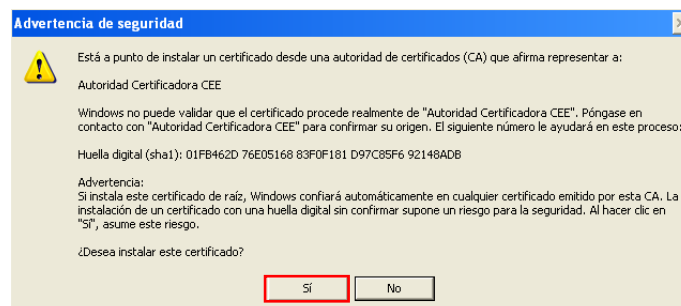 Advertencia de seguridad
Está a punto de instalar un certificado desde una autoridad de certificados (CA) que afirma representar a:
Autoridad Certificadora CEE
Windows no puede validar que el certificado procede realmente de "Autoridad Certificadora CEE". Póngase en
contacto con "Autoridad Certificadora CEE" para confirmar su origen. El siguiente número le ayudará en este proceso:
Huella digital (sha1): 01FB462D 76E05168 83F0F181 D97C85F6 92148ADB
Advertencia:
Si instala este certificado de raíz, Windows confiará automáticamente en cualquier certificado emitido por esta CA. La
instalación de un certificado con una huella digital sin confirmar supone un riesgo para la seguridad. Al hacer clic en
"Sí", asume este riesgo.
¿Desea instalar este certificado?
Sí No